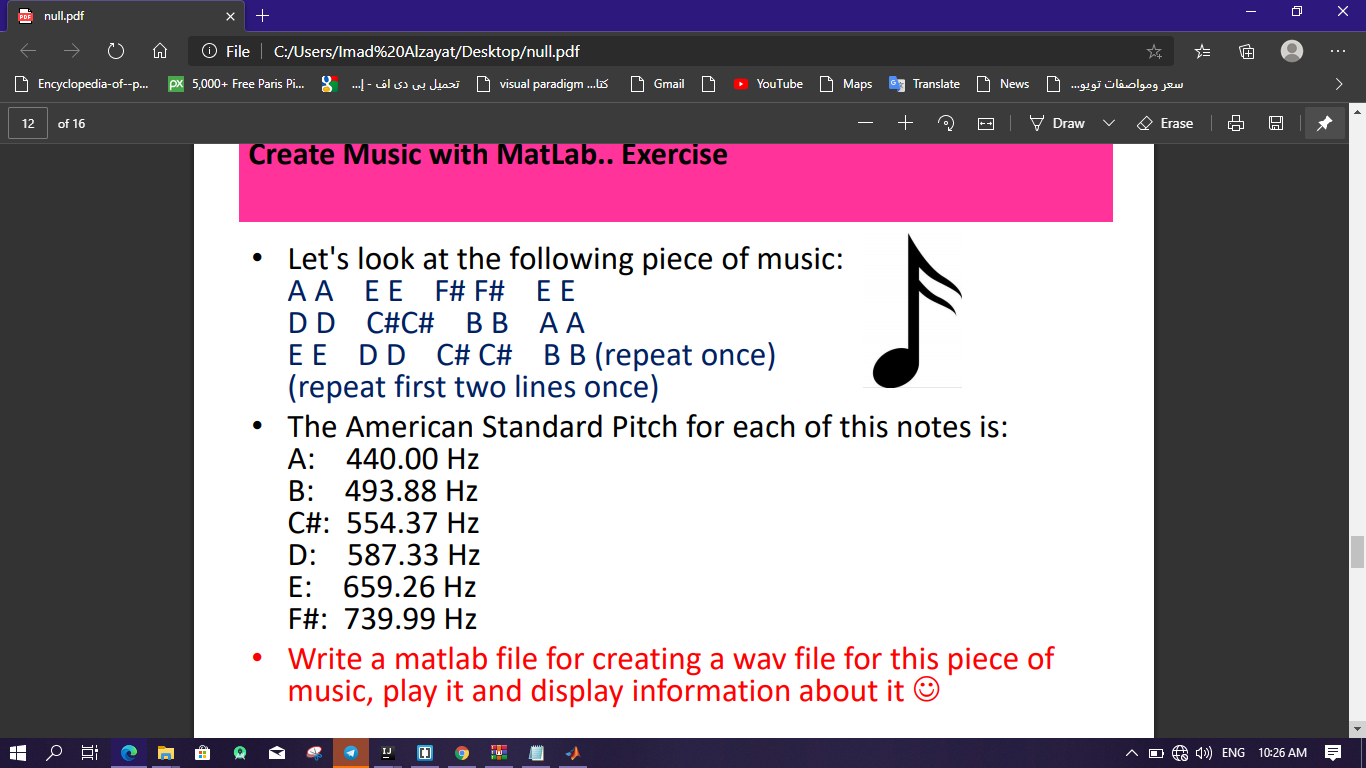 null.pdf
File C:/Users/Imad%20Alzayat/Desktop/null.pdf
Encyclopedia-of--p... px 5,000+ Free Paris Pi... تحميل بى دى اف - إ... visual paradigm كتا... Gmail YouTube Maps Translate News سعر ومواصفات تويو...
12 of 16 Draw Erase
Create Music with MatLab.. Exercise
• Let's look at the following piece of music:
A A E E F# F# E E
D D C#C# B B A A
E E D D C# C# B B (repeat once)
(repeat first two lines once)
• The American Standard Pitch for each of this notes is:
A: 440.00 Hz
B: 493.88 Hz
C#: 554.37 Hz
D: 587.33 Hz
E: 659.26 Hz
F#: 739.99 Hz
• Write a matlab file for creating a wav file for this piece of
music, play it and display information about it ☺
ENG 10:26 AM